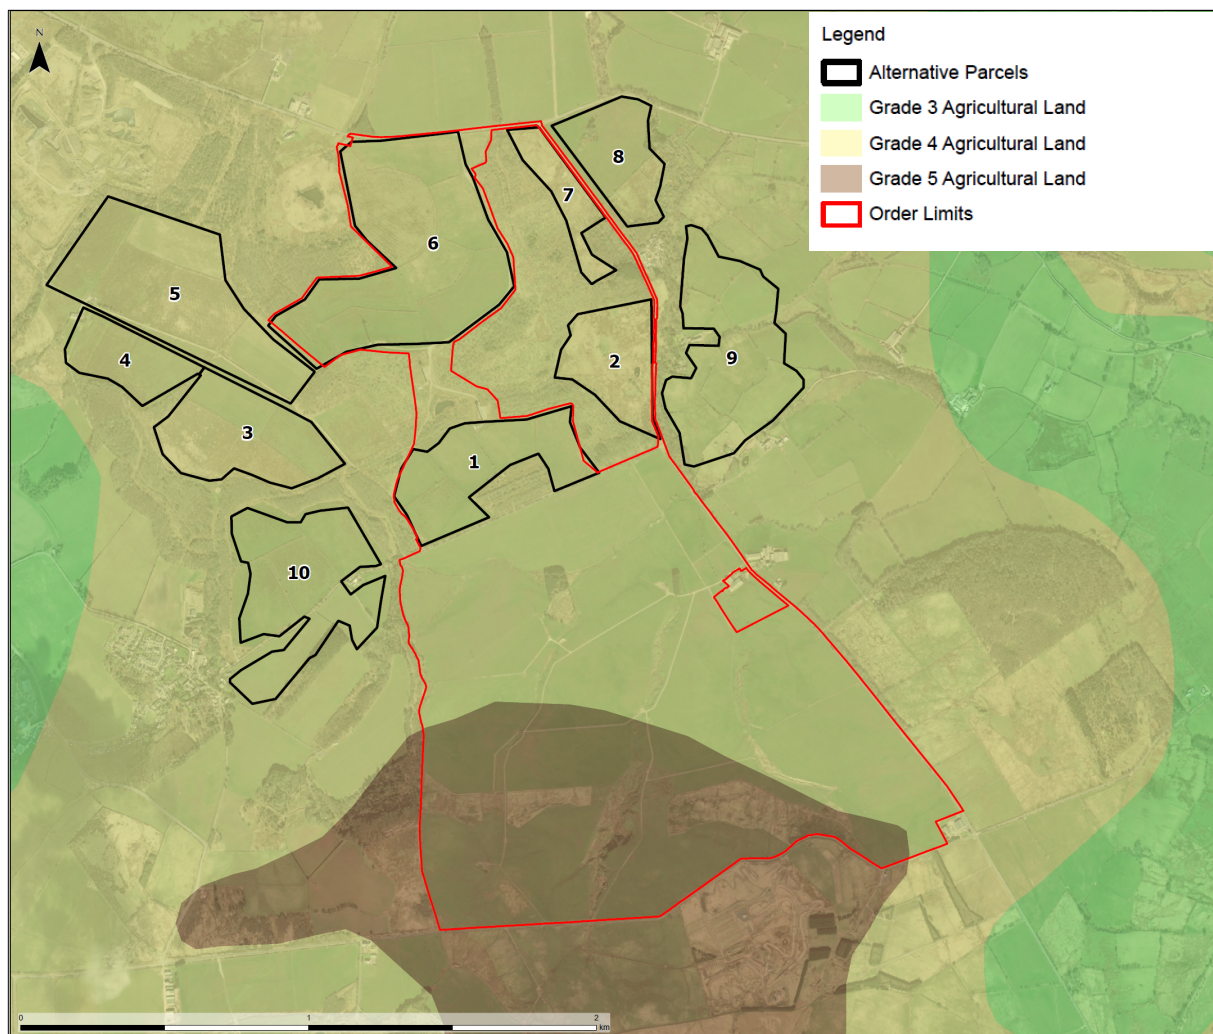 N
Legend
Alternative Parcels
Grade 3 Agricultural Land
Grade 4 Agricultural Land
Grade 5 Agricultural Land
Order Limits
8
7
6
5
2
9
4
3
1
10
0 1 2
km